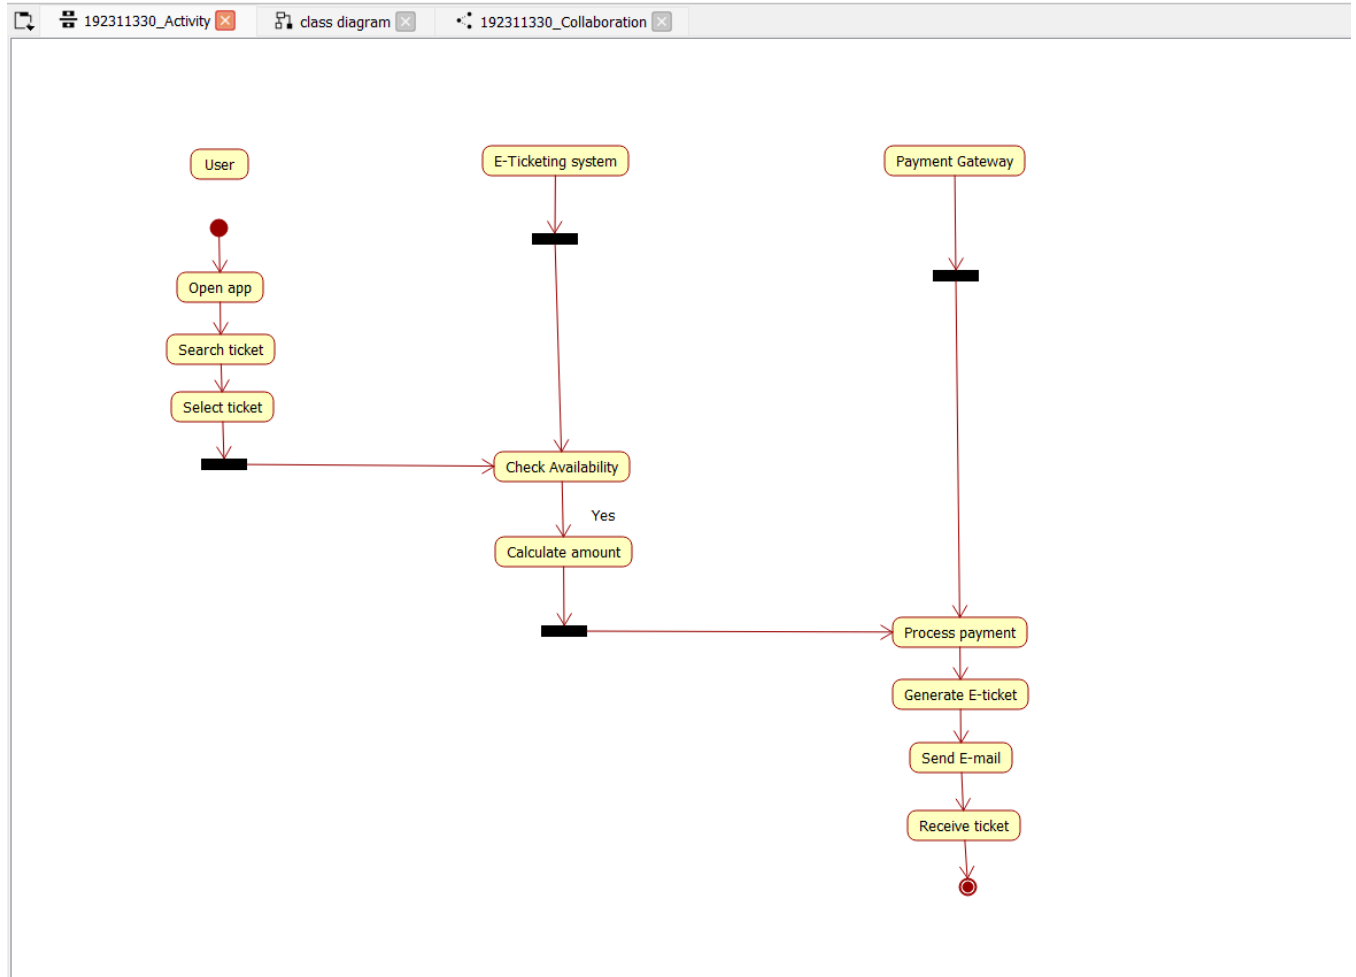 192311330_Activity
class diagram
192311330_Collaboration
User
E-Ticketing system
Payment Gateway
Open app
Search ticket
Select ticket
Check Availability
Yes
Calculate amount
Process payment
Generate E-ticket
Send E-mail
Receive ticket